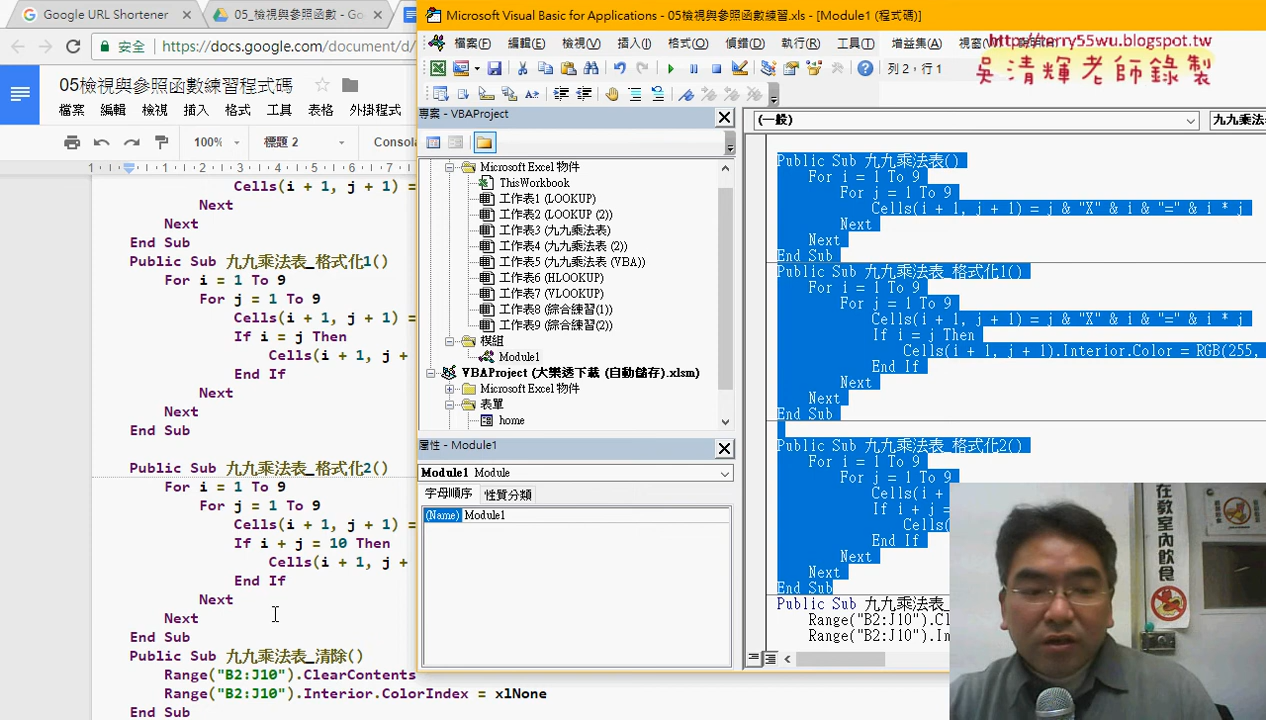 Google URL Shortener
05_檢視與參照函數 - Go
Microsoft Visual Basic for Applications - 05檢視與參照函數練習.xls - [Module1 (程式碼)]
安全
https://docs.google.com/document/d/
檔案(F) 編輯(E) 檢視(V) 插入(I) 格式(O) 偵錯(D) 執行(R) 工具(T) 增益集(A)
http://terry55wu.blogspot.tw
吳清輝老師錄製
列 2，行 1
05檢視與參照函數練習程式碼
檔案 編輯 檢視 插入 格式 工具 表格 外掛程式
100% 標題 2 Consola
1 1 2 3 4 5 6 7
Cells(i + 1, j + 1) =
Next
Next
End Sub
Public Sub 九九乘法表_格式化1()
For i = 1 To 9
For j = 1 To 9
Cells(i + 1, j + 1) =
If i = j Then
Cells(i + 1, j +
End If
Next
Next
End Sub
Public Sub 九九乘法表_格式化2()
For i = 1 To 9
For j = 1 To 9
Cells(i + 1, j + 1) =
If i + j = 10 Then
Cells(i + 1, j +
End If
Next
Next
End Sub
Public Sub 九九乘法表_清除()
Range("B2:J10").ClearContents
Range("B2:J10").Interior.ColorIndex = xlNone
End Sub
專案 - VBAProject
Microsoft Excel 物件
ThisWorkbook
工作表1 (LOOKUP)
工作表2 (LOOKUP (2))
工作表3 (九九乘法表)
工作表4 (九九乘法表 (2))
工作表5 (九九乘法表 (VBA))
工作表6 (HLOOKUP)
工作表7 (VLOOKUP)
工作表8 (綜合練習(1))
工作表9 (綜合練習(2))
模組
Module1
VBAProject (大樂透下載 (自動儲存).xlsm)
Microsoft Excel 物件
表單
home
屬性 - Module1
Module1 Module
字母順序 性質分類
(Name) Module1
(一般)
九九乘法
Public Sub 九九乘法表()
For i = 1 To 9
For j = 1 To 9
Cells(i + 1, j + 1) = j & "X" & i & "=" & i * j
Next
Next
End Sub
Public Sub 九九乘法表_格式化1()
For i = 1 To 9
For j = 1 To 9
Cells(i + 1, j + 1) = j & "X" & i & "=" & i * j
If i = j Then
Cells(i + 1, j + 1).Interior.Color = RGB(255,
End If
Next
Next
End Sub
Public Sub 九九乘法表_格式化2()
For i = 1 To 9
For j = 1 To 9
Cells(i +
If i + j =
Cells(
End If
Next
Next
End Sub
Public Sub 九九乘法表_
Range("B2:J10").Cl
Range("B2:J10").In
在教室內飲食